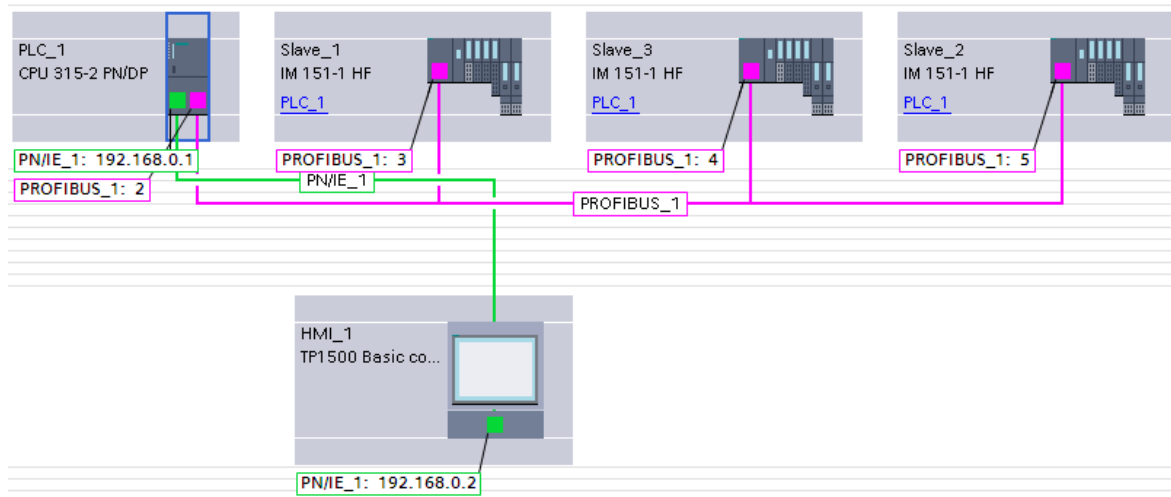 PLC_1
CPU 315-2 PN/DP
Slave_1
IM 151-1 HF
PLC_1
Slave_3
IM 151-1 HF
PLC_1
Slave_2
IM 151-1 HF
PLC_1
PN/IE_1: 192.168.0.1
PROFIBUS_1: 2
PROFIBUS_1: 3
PROFIBUS_1: 4
PROFIBUS_1: 5
PN/IE_1
PROFIBUS_1
HMI_1
TP1500 Basic co...
PN/IE_1: 192.168.0.2